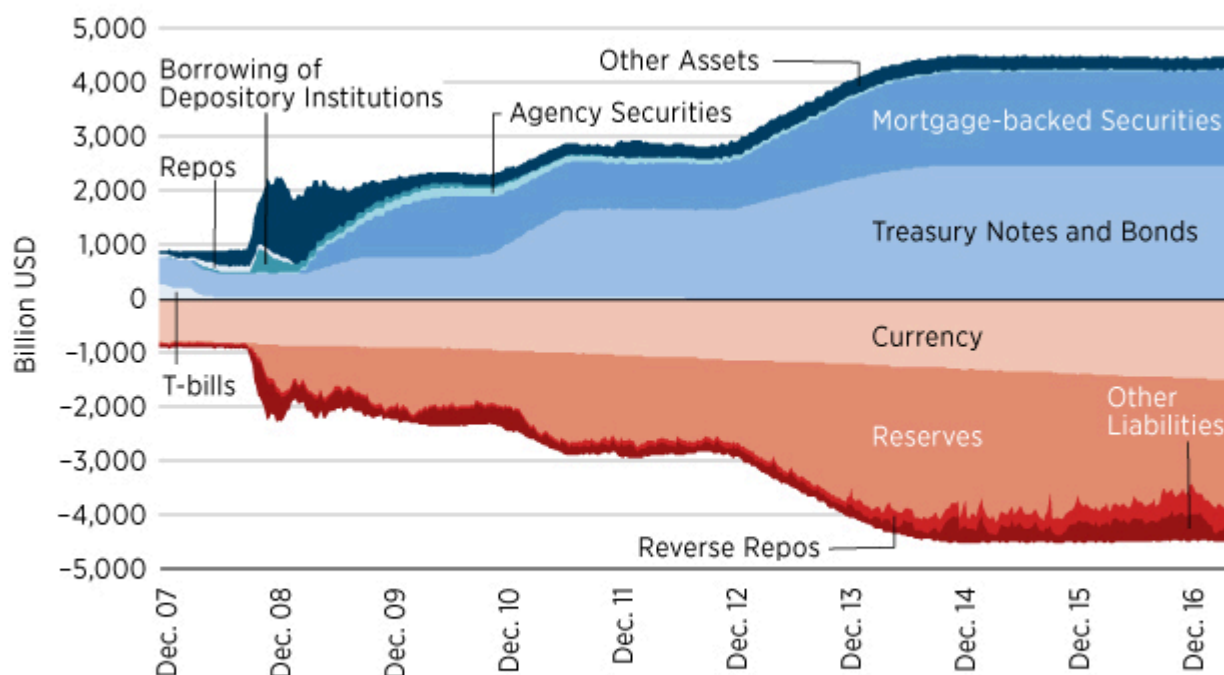 5,000
4,000
3,000
2,000
1,000
0
−1,000
−2,000
−3,000
−4,000
−5,000
Billion USD
Other Assets
Borrowing of
Depository Institutions
Agency Securities
Mortgage-backed Securities
Repos
Treasury Notes and Bonds
Currency
T-bills
Other
Liabilities
Reserves
Reverse Repos
Dec. 07
Dec. 08
Dec. 09
Dec. 10
Dec. 11
Dec. 12
Dec. 13
Dec. 14
Dec. 15
Dec. 16